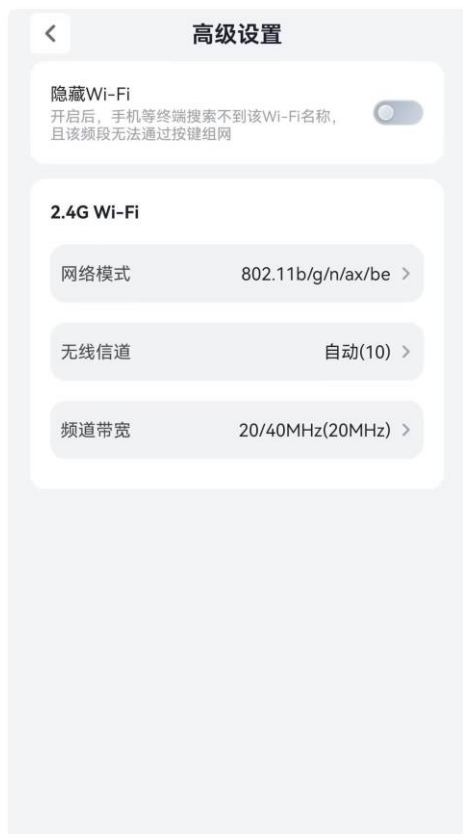 高级设置
隐藏Wi-Fi
开启后，手机等终端搜索不到该Wi-Fi名称，
且该频段无法通过按键组网
2.4G Wi-Fi
网络模式 802.11b/g/n/ax/be
无线信道 自动(10)
频道带宽 20/40MHz(20MHz)